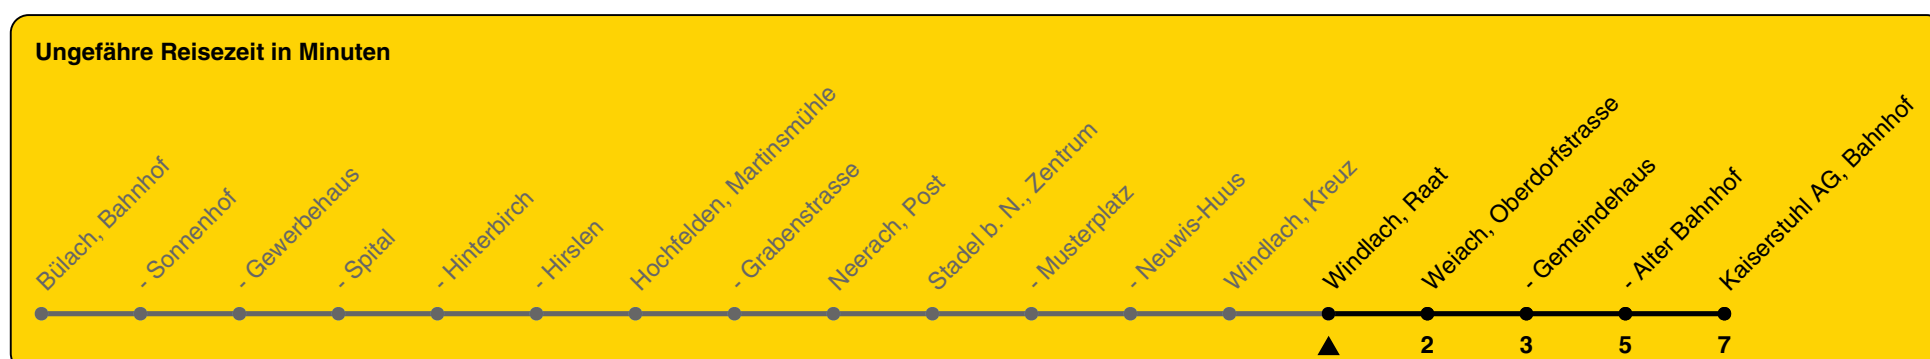 Ungefähre Reisezeit in Minuten
Bülach, Bahnhof
- Sonnenhof
- Gewerbehaus
- Spital
- Hinterbirch
- Hirslen
Hochfelden, Martinsmühle
- Grabenstrasse
Neerach, Post
Stadel b. N., Zentrum
- Musterplatz
- Neuwis-Huus
Windlach, Kreuz
Windlach, Raat
Weiach, Oberdorfstrasse
- Gemeindehaus
- Alter Bahnhof
Kaiserstuhl AG, Bahnhof
2 3 5 7